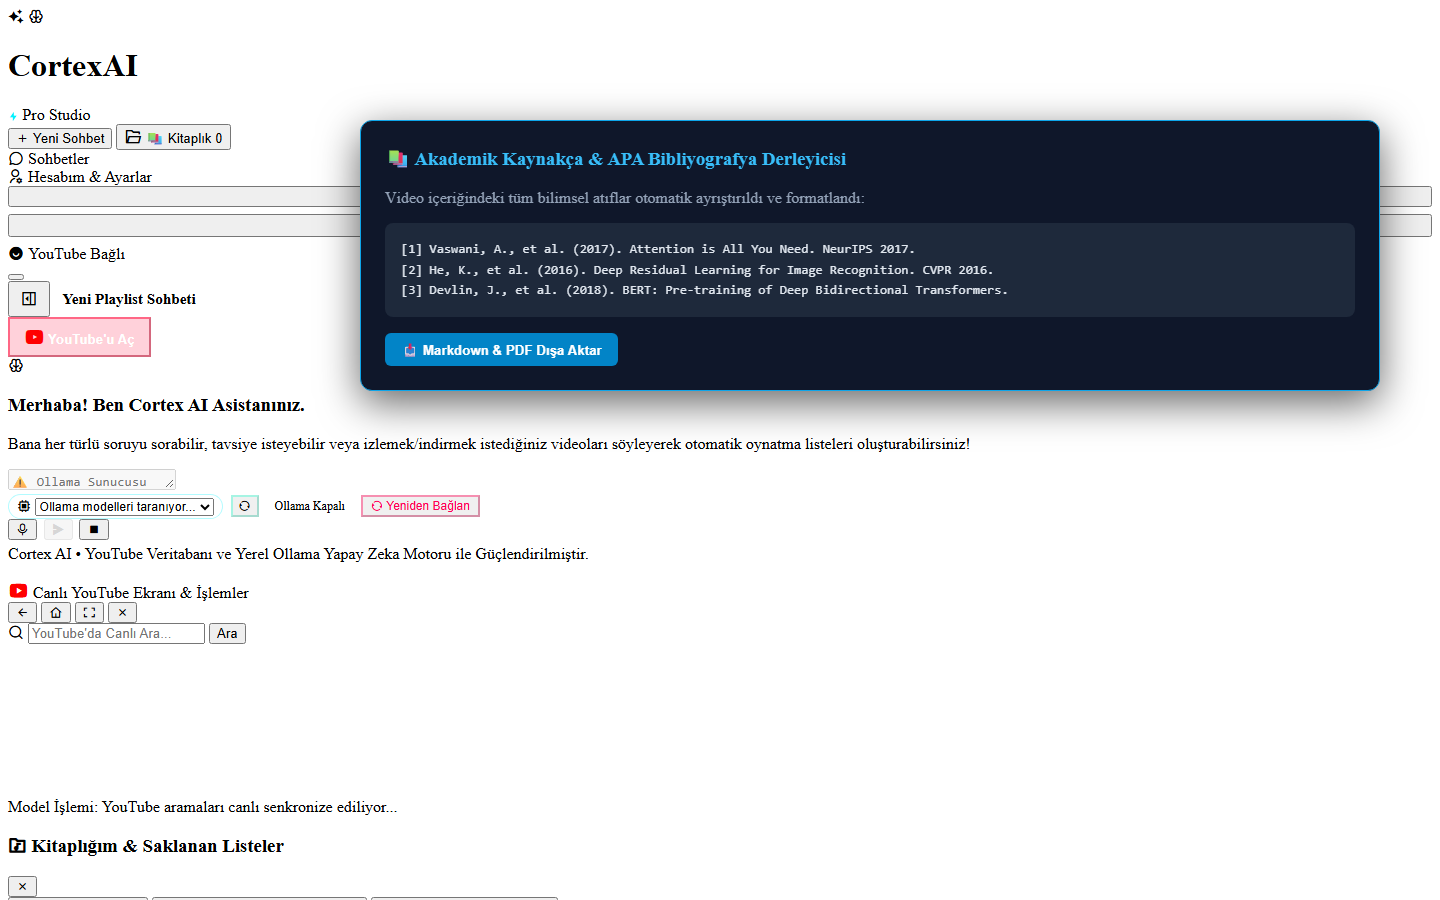 CortexAI
Pro Studio
+ Yeni Sohbet
Kitaplık 0
Sohbetler
Hesabım & Ayarlar
YouTube Bağlı
Yeni Playlist Sohbeti
YouTube'u Aç
Akademik Kaynakça & APA Bibliyografya Derleyicisi
Video içeriğindeki tüm bilimsel atıflar otomatik ayrıştırıldı ve formatlandı:
[1] Vaswani, A., et al. (2017). Attention is All You Need. NeurIPS 2017.
[2] He, K., et al. (2016). Deep Residual Learning for Image Recognition. CVPR 2016.
[3] Devlin, J., et al. (2018). BERT: Pre-training of Deep Bidirectional Transformers.
Markdown & PDF Dışa Aktar
Merhaba! Ben Cortex AI Asistanınız.
Bana her türlü soruyu sorabilir, tavsiye isteyebilir veya izlemek/indirmek istediğiniz videoları söyleyerek otomatik oynatma listeleri oluşturabilirsiniz!
Ollama Sunucusu
Ollama modelleri taranıyor...
Ollama Kapalı
Yeniden Bağlan
Cortex AI • YouTube Veritabanı ve Yerel Ollama Yapay Zeka Motoru ile Güçlendirilmiştir.
Canlı YouTube Ekranı & İşlemler
YouTube'da Canlı Ara...
Ara
Model İşlemi: YouTube aramaları canlı senkronize ediliyor...
Kitaplığım & Saklanan Listeler